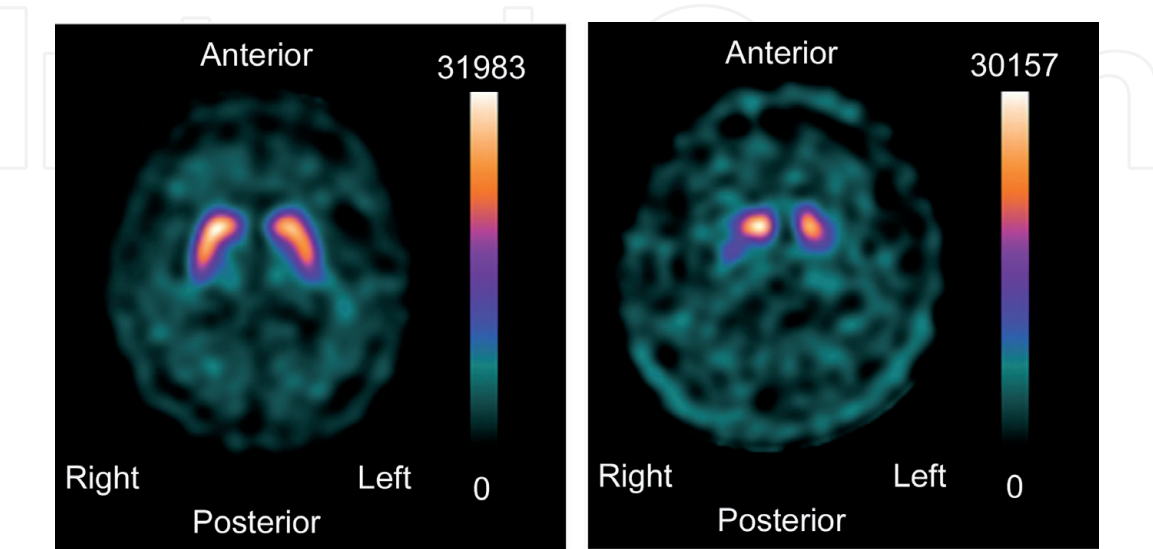 Anterior
31983
Right
Left
0
Posterior
Anterior
30157
Right
Left
0
Posterior